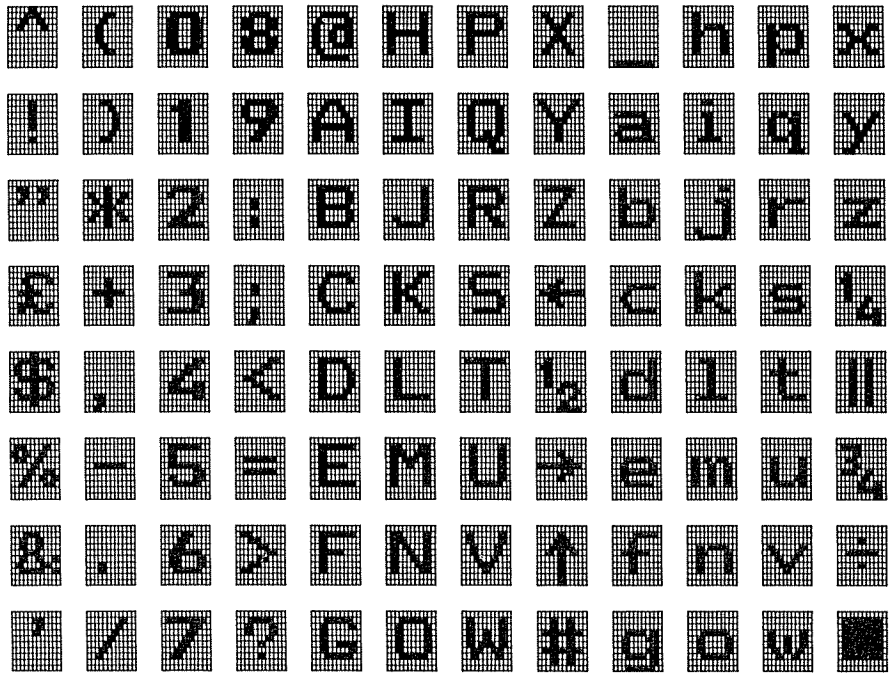 ^ ( 0 8 @ H P X _ h p x
! ) 1 9 A I Q Y a i q y
" * 2 : B J R Z b j r z
£ + 3 ; C K S ← c k s ¼
$ , 4 < D L T ½ d l t ‖
% - 5 = E M U → e m u ¾
& . 6 > F N V ↑ f n v ÷
' / 7 ? G O W # g o w ■